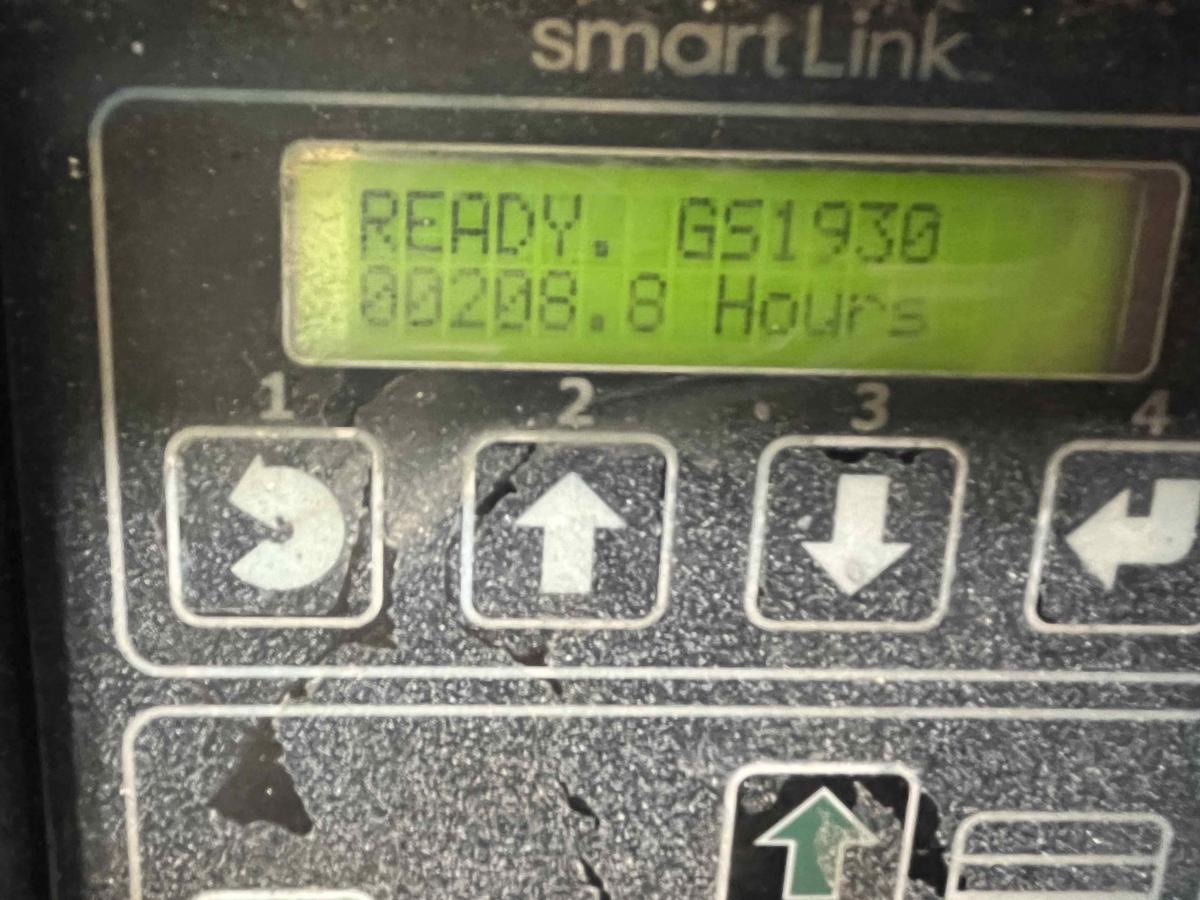 smartLink
READY. GS1930
00208.8 Hours
1 2 3 4